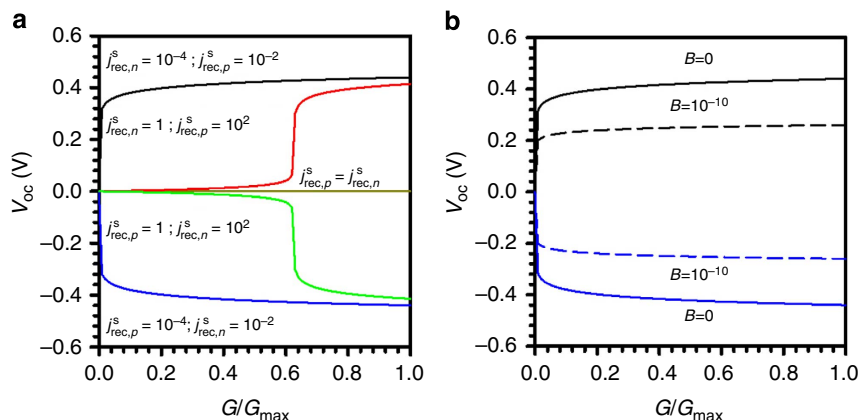 a
b
0.6
0.4
0.2
0.0
−0.2
−0.4
−0.6
V_oc (V)
j^s_rec,n = 10^−4 ; j^s_rec,p = 10^−2
j^s_rec,n = 1 ; j^s_rec,p = 10^2
j^s_rec,p = j^s_rec,n
j^s_rec,p = 1 ; j^s_rec,n = 10^2
j^s_rec,p = 10^−4; j^s_rec,n = 10^−2
0.0 0.2 0.4 0.6 0.8 1.0
G/G_max
0.6
0.4
0.2
0.0
−0.2
−0.4
−0.6
V_oc (V)
B=0
B=10^−10
B=10^−10
B=0
0.0 0.2 0.4 0.6 0.8 1.0
G/G_max